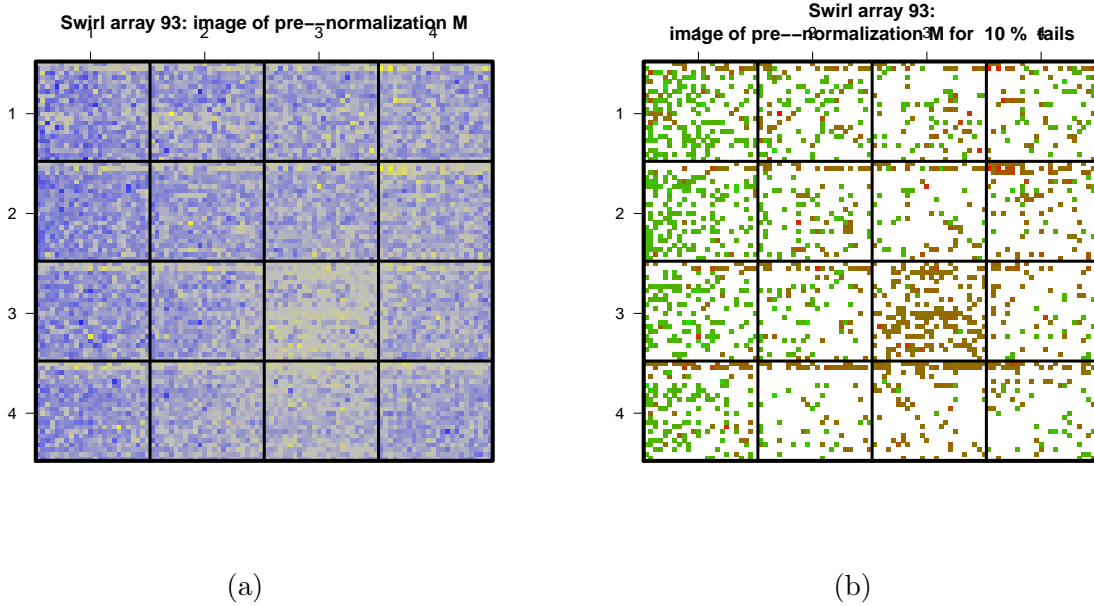 Swirl array 93: image of pre−−normalization M
1 2 3 4
1
2
3
4
(a)
Swirl array 93:
image of pre−−normalization M for 10 % tails
1 2 3 4
1
2
3
4
(b)